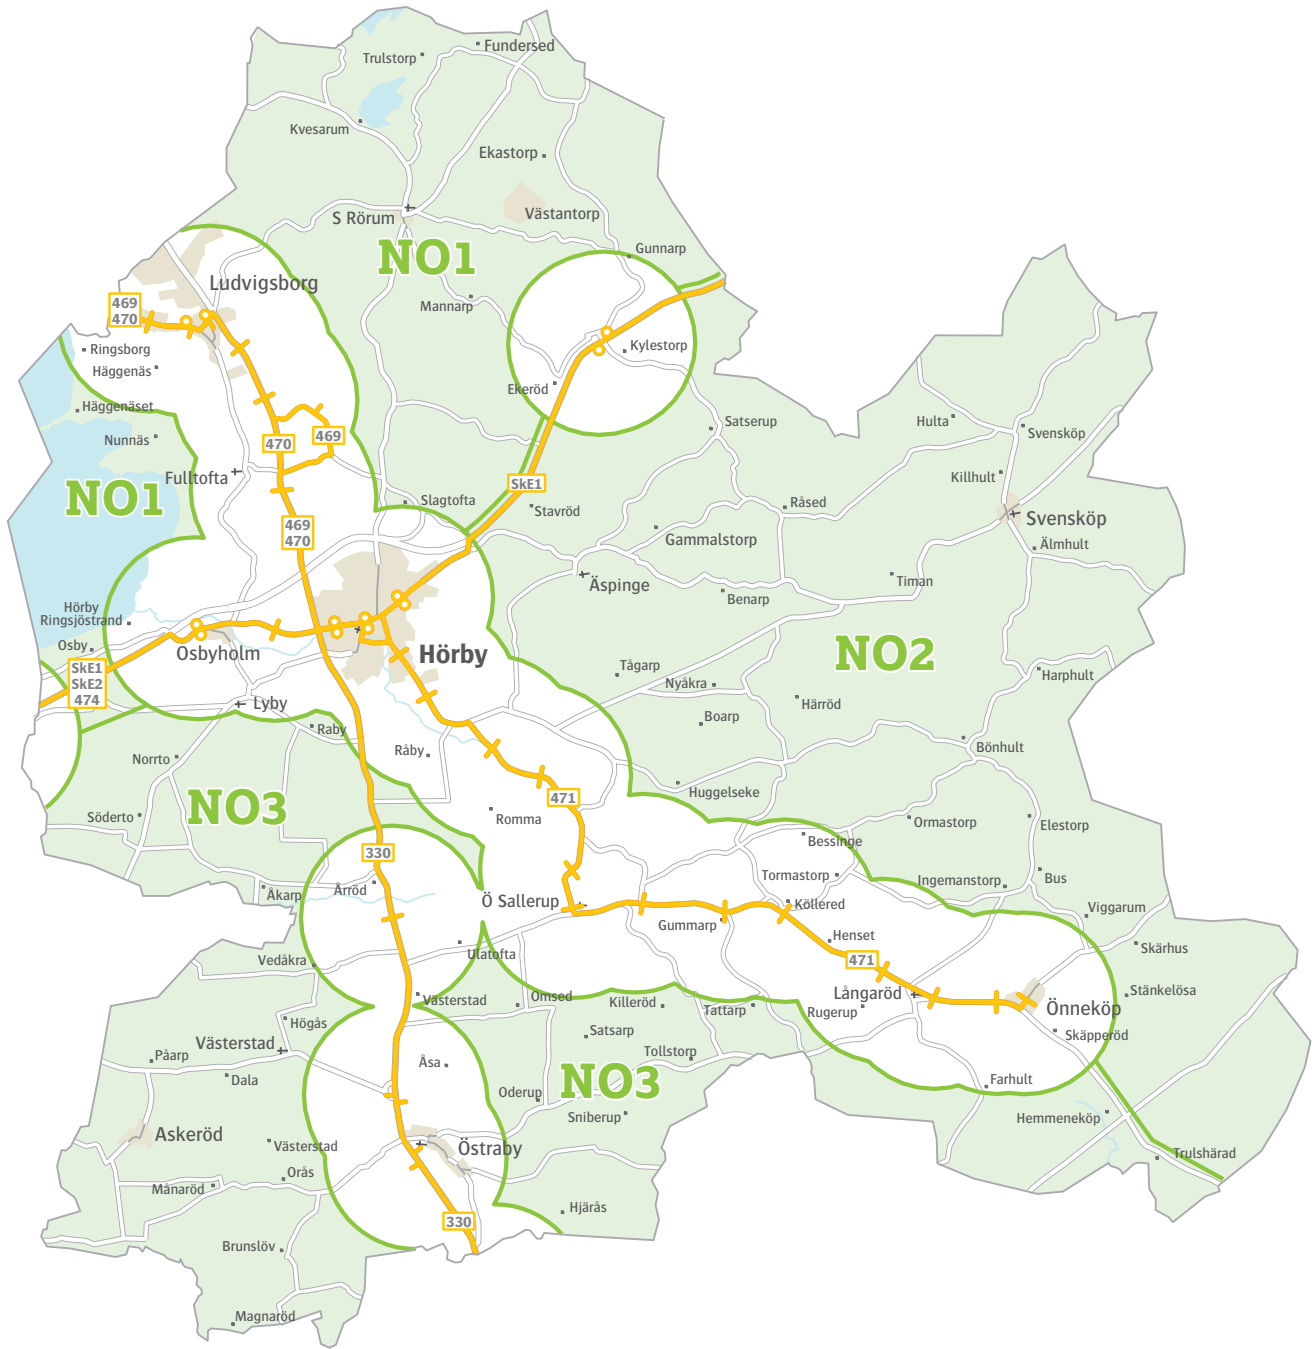 Fundersed
Trulstorp
Kvesarum
Ekastorp
S Rörum
Västantorp
NO1
Gunnarp
Ludvigsborg
469
470
Mannarp
Ringsborg
Häggenäs
Kylestorp
Ekeröd
Häggenäset
Nunnäs
470
469
Satserup
Hulta
Svensköp
Fulltofta
NO1
SkE1
Killhult
Slagtofta
Stavröd
Råsed
Svensköp
469
470
Gammalstorp
Älmhult
Äspinge
Benarp
Timan
Hörby
Ringsjöstrand
Osby
Osbyholm
Hörby
NO2
SkE1
SkE2
474
Tågarp
Nyåkra
Harphult
Lyby
Härröd
Boarp
Raby
Råby
Norrto
Bönhult
NO3
Huggelseke
471
Söderto
Romma
Ormastorp
Elestorp
Bessinge
330
Tormastorp
Ingemanstorp
Bus
Åkarp
Årröd
Ö Sallerup
Köllered
Viggarum
Gummarp
Henset
Skärhus
Vedåkra
Ulatofta
471
Västerstad
Omsed
Killeröd
Tattarp
Långaröd
Rugerup
Önneköp
Stänkelösa
Högås
Västerstad
Satsarp
Skäpperöd
Påarp
Dala
Åsa
Tollstorp
NO3
Oderup
Farhult
Sniberup
Hemmeneköp
Askeröd
Västerstad
Östraby
Trulshärad
Orås
Månaröd
Hjärås
330
Brunslöv
Magnaröd